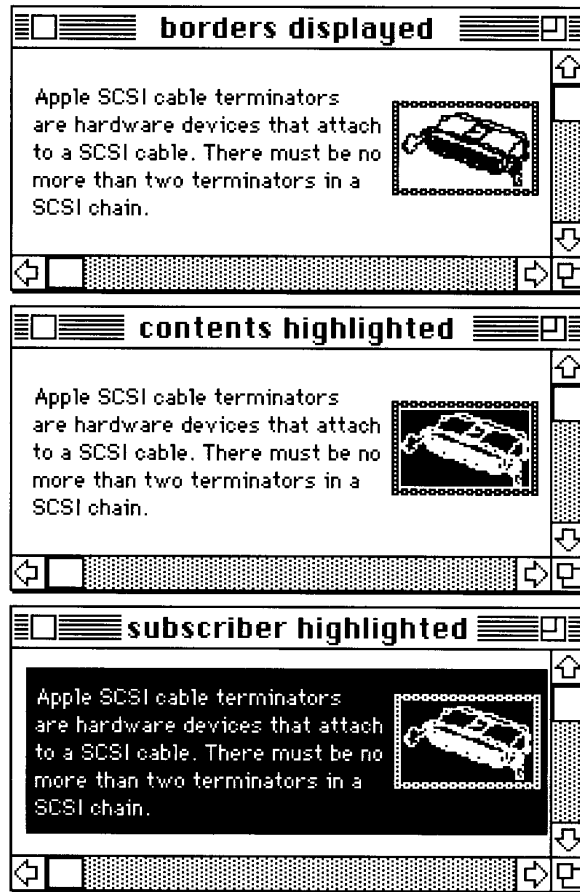 borders displayed
Apple SCSI cable terminators
are hardware devices that attach
to a SCSI cable. There must be no
more than two terminators in a
SCSI chain.
contents highlighted
Apple SCSI cable terminators
are hardware devices that attach
to a SCSI cable. There must be no
more than two terminators in a
SCSI chain.
subscriber highlighted
Apple SCSI cable terminators
are hardware devices that attach
to a SCSI cable. There must be no
more than two terminators in a
SCSI chain.